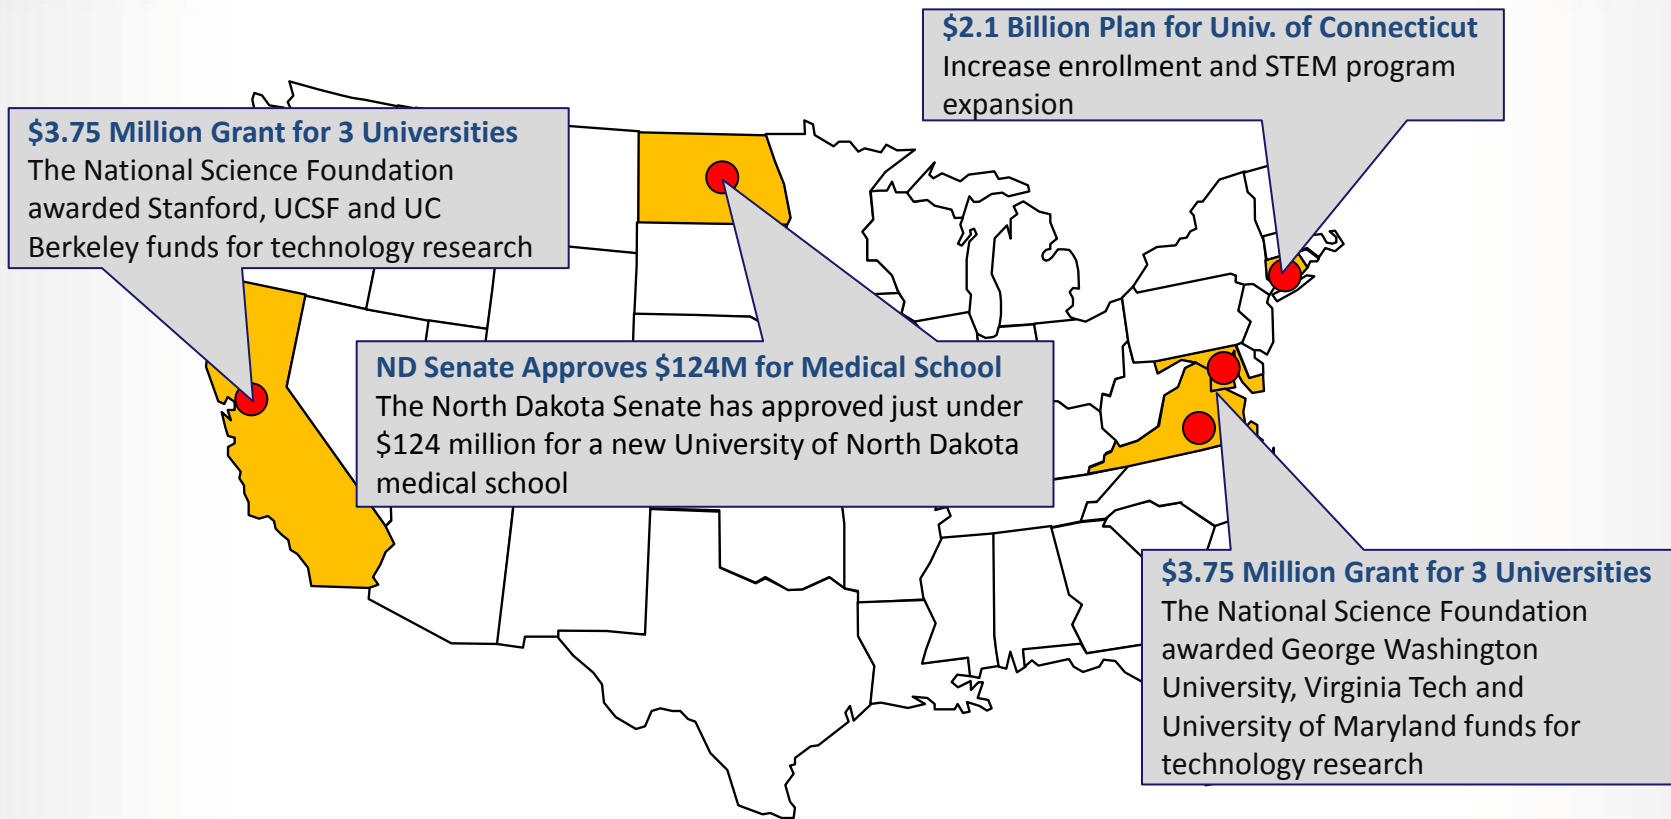 $2.1 Billion Plan for Univ. of Connecticut
Increase enrollment and STEM program
expansion
$3.75 Million Grant for 3 Universities
The National Science Foundation
awarded Stanford, UCSF and UC
Berkeley funds for technology research
ND Senate Approves $124M for Medical School
The North Dakota Senate has approved just under
$124 million for a new University of North Dakota
medical school
$3.75 Million Grant for 3 Universities
The National Science Foundation
awarded George Washington
University, Virginia Tech and
University of Maryland funds for
technology research